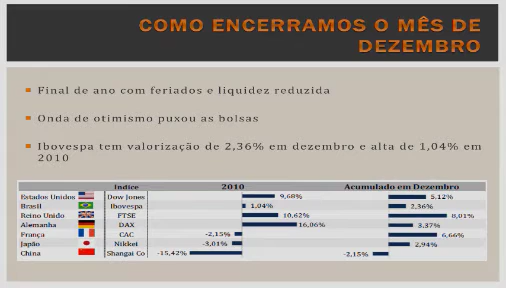 COMO ENCERRAMOS O MÊS DE
DEZEMBRO
Final de ano com feriados e liquidez reduzida
Onda de otimismo puxou as bolsas
Ibovespa tem valorização de 2,36% em dezembro e alta de 1,04% em
2010
Indice 2010 Acumulado em Dezembro
Estados Unidos Dow Jones 9,68% 5,12%
Brasil Ibovespa 1,04% 2,36%
Reino Unido FTSE 10,62% 8,01%
Alemanha DAX 16,06% 3,37%
França CAC -2,15% 6,66%
Japão Nikkei -3,01% 2,94%
China Shangai Co -15,42% -2,15%